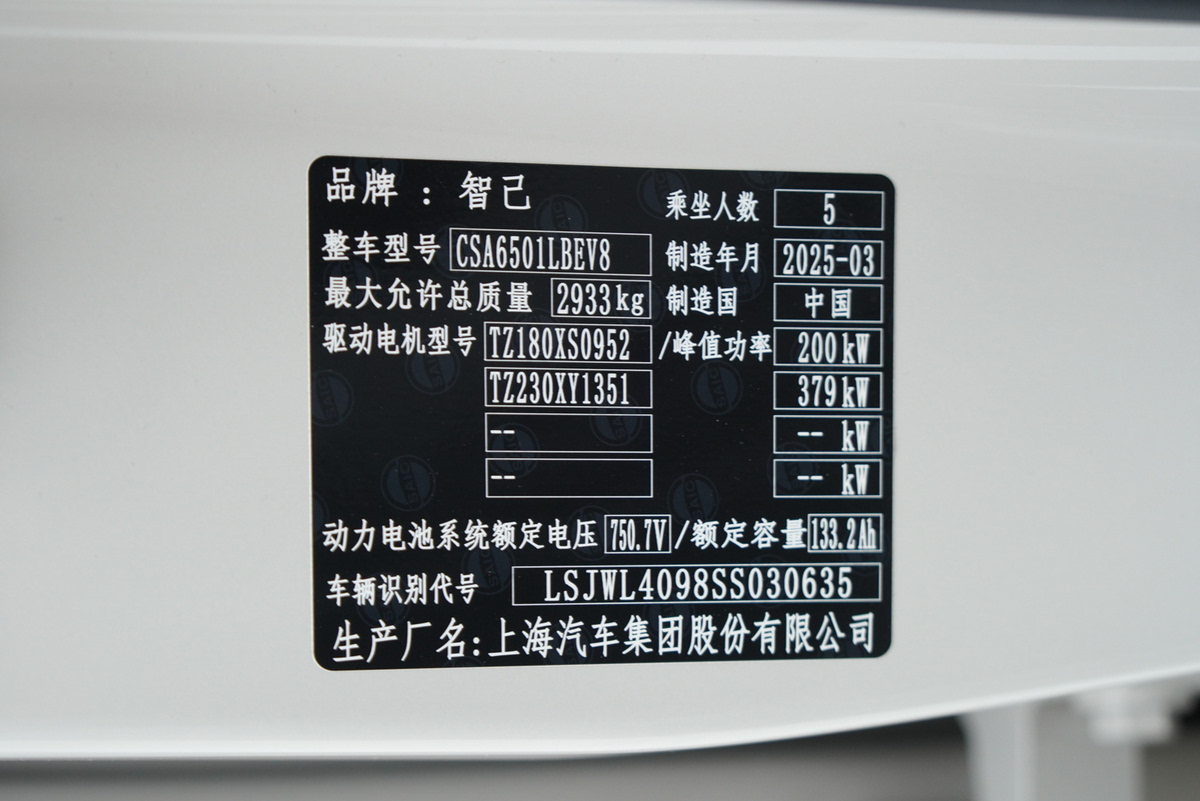 品牌：智己 乘坐人数 5
整车型号 CSA6501LBEV8 制造年月 2025-03
最大允许总质量 2933kg 制造国 中国
驱动电机型号 TZ180XS0952 /峰值功率 200kW
TZ230XY1351 379kW
-- -- kW
-- -- kW
动力电池系统额定电压 750.7V /额定容量 133.2Ah
车辆识别代号 LSJWL4098SS030635
生产厂名:上海汽车集团股份有限公司